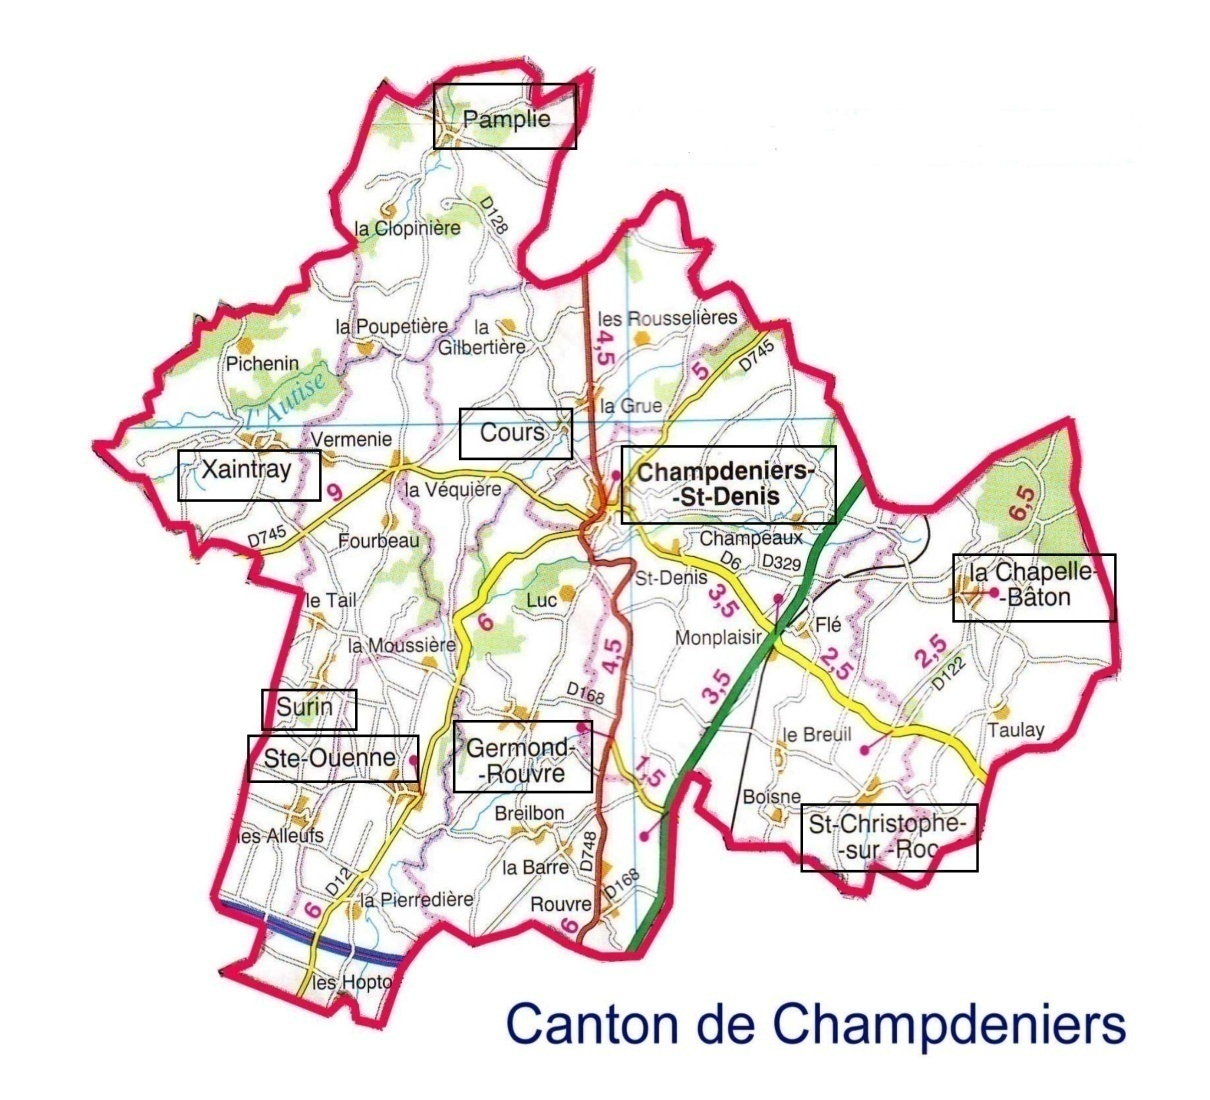 Pamplie
la Clopinière
D128
la Poupetière
la
Gilbertière
les Rousselières
4,5
5
D745
Pichenin
l'Autise
la Grue
Cours
Vermenie
Xaintray
9
la Véquière
Champdeniers-
-St-Denis
6,5
D745
Fourbeau
Champeaux
D6
D329
St-Denis
3,5
la Chapelle-
-Bâton
le Tail
Luc
6
la Moussière
4,5
Monplaisir
Flé
2,5
2,5
D122
Surin
D168
3,5
Ste-Ouenne
Germond-
-Rouvre
le Breuil
Taulay
1,5
Boisne
les Alleufs
Breilbon
St-Christophe-
-sur -Roc
la Barre
D748
D12
la Pierredière
Rouvre
D168
6
6
les Hopto
Canton de Champdeniers